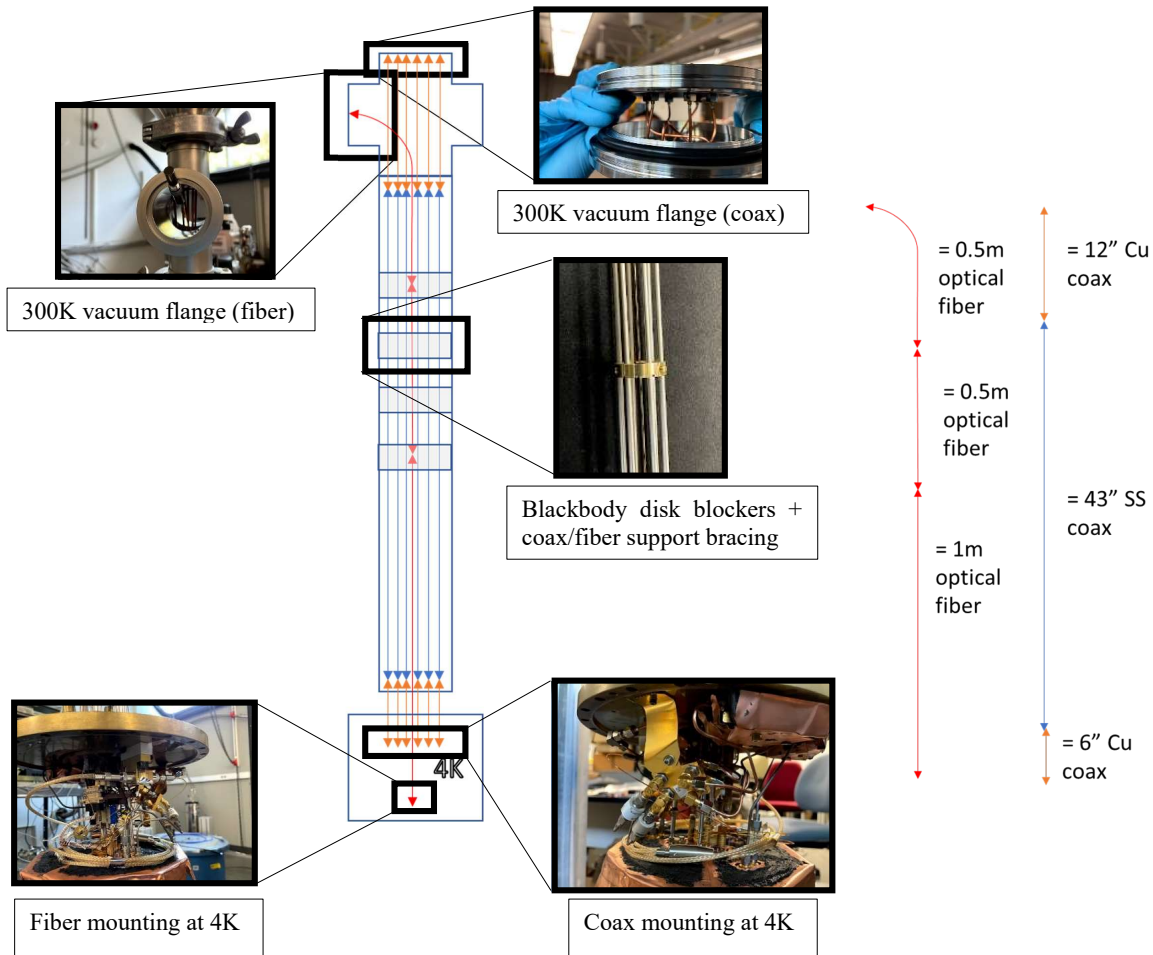 300K vacuum flange (coax)
300K vacuum flange (fiber)
= 0.5m
optical
fiber
= 12” Cu
coax
= 0.5m
optical
fiber
Blackbody disk blockers +
coax/fiber support bracing
= 43” SS
coax
= 1m
optical
fiber
= 6” Cu
coax
4K
Fiber mounting at 4K
Coax mounting at 4K